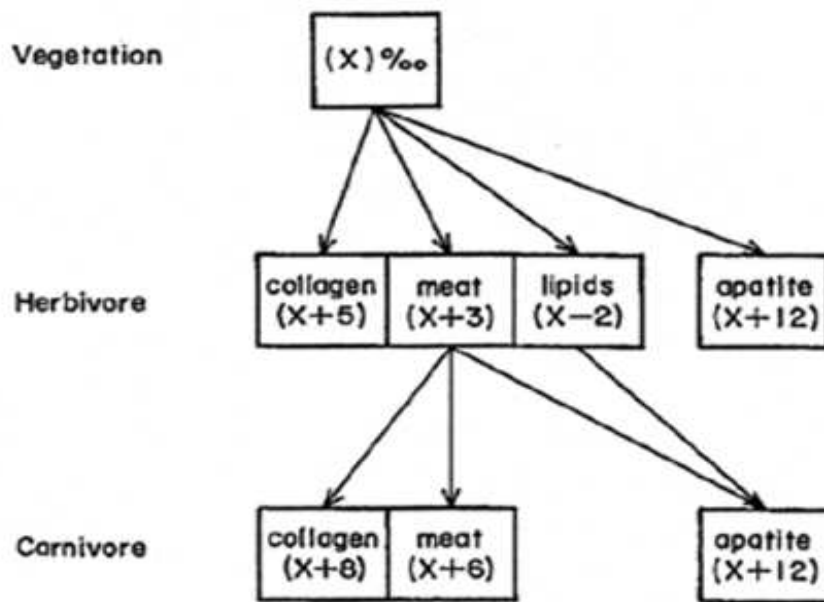 Vegetation
(X)‰
Herbivore
collagen
(X+5)
meat
(X+3)
lipids
(X−2)
apatite
(X+12)
Carnivore
collagen
(X+8)
meat
(X+6)
apatite
(X+12)